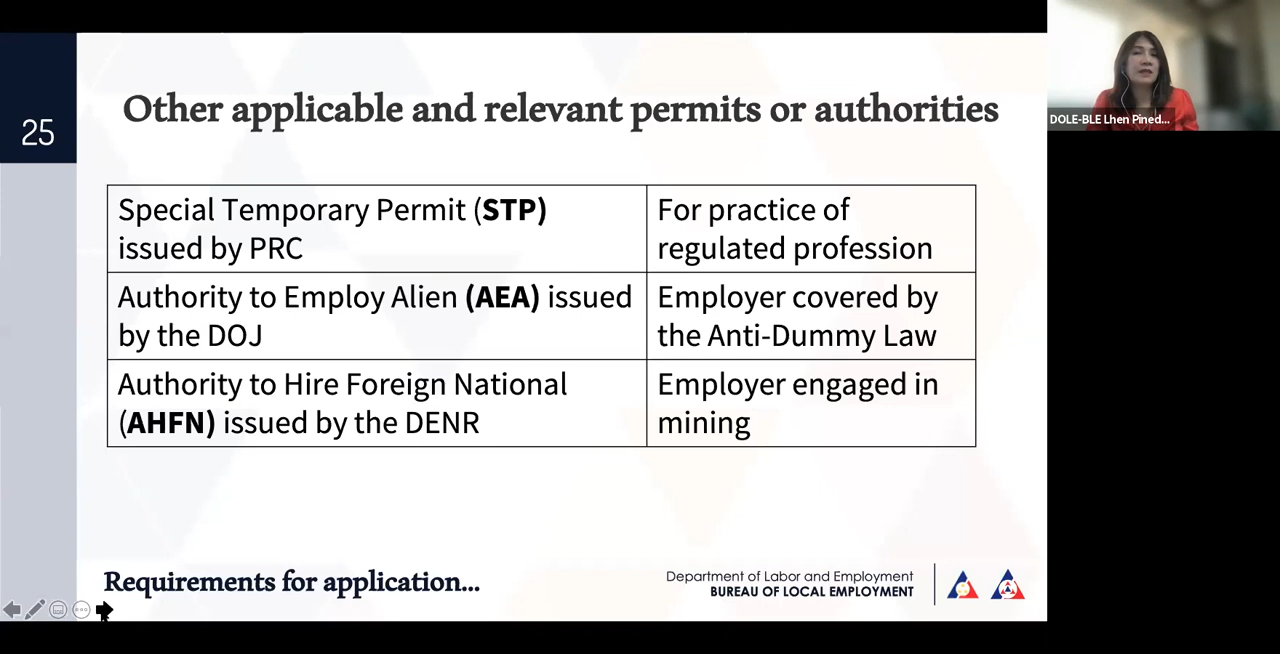 25
Other applicable and relevant permits or authorities
Special Temporary Permit (STP)
issued by PRC
For practice of
regulated profession
Authority to Employ Alien (AEA) issued
by the DOJ
Employer covered by
the Anti-Dummy Law
Authority to Hire Foreign National
(AHFN) issued by the DENR
Employer engaged in
mining
Requirements for application...
Department of Labor and Employment
BUREAU OF LOCAL EMPLOYMENT
DOLE-BLE Lhen Pined...